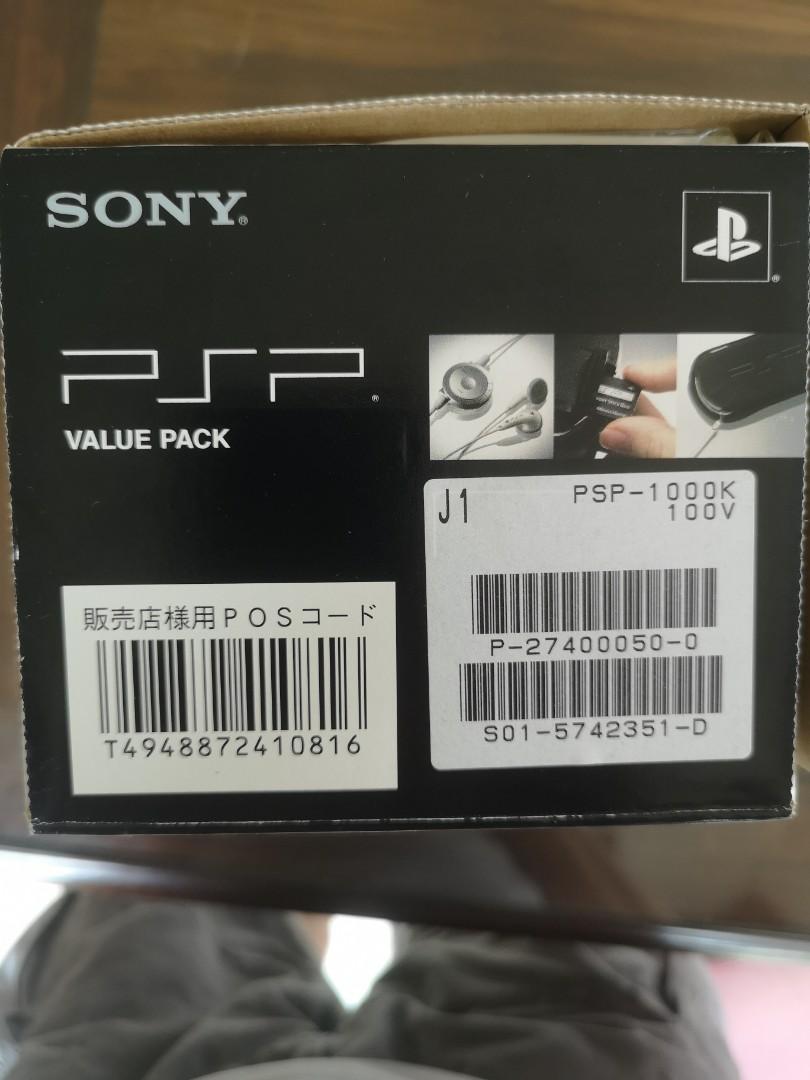 SONY®
PSP®
VALUE PACK
J1
PSP-1000K
100V
P-27400050-0
S01-5742351-D
販売店様用POSコード
T4948872410816